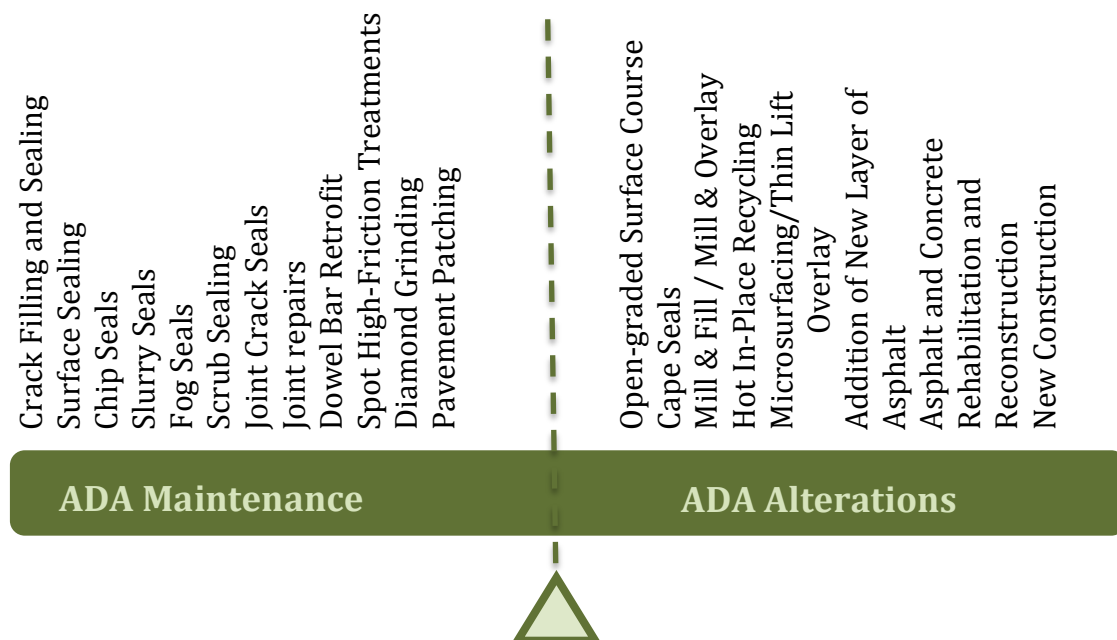 Crack Filling and Sealing
Surface Sealing
Chip Seals
Slurry Seals
Fog Seals
Scrub Sealing
Joint Crack Seals
Joint repairs
Dowel Bar Retrofit
Spot High-Friction Treatments
Diamond Grinding
Pavement Patching
Open-graded Surface Course
Cape Seals
Mill & Fill / Mill & Overlay
Hot In-Place Recycling
Microsurfacing/Thin Lift
Overlay
Addition of New Layer of
Asphalt
Asphalt and Concrete
Rehabilitation and
Reconstruction
New Construction
ADA Maintenance
ADA Alterations